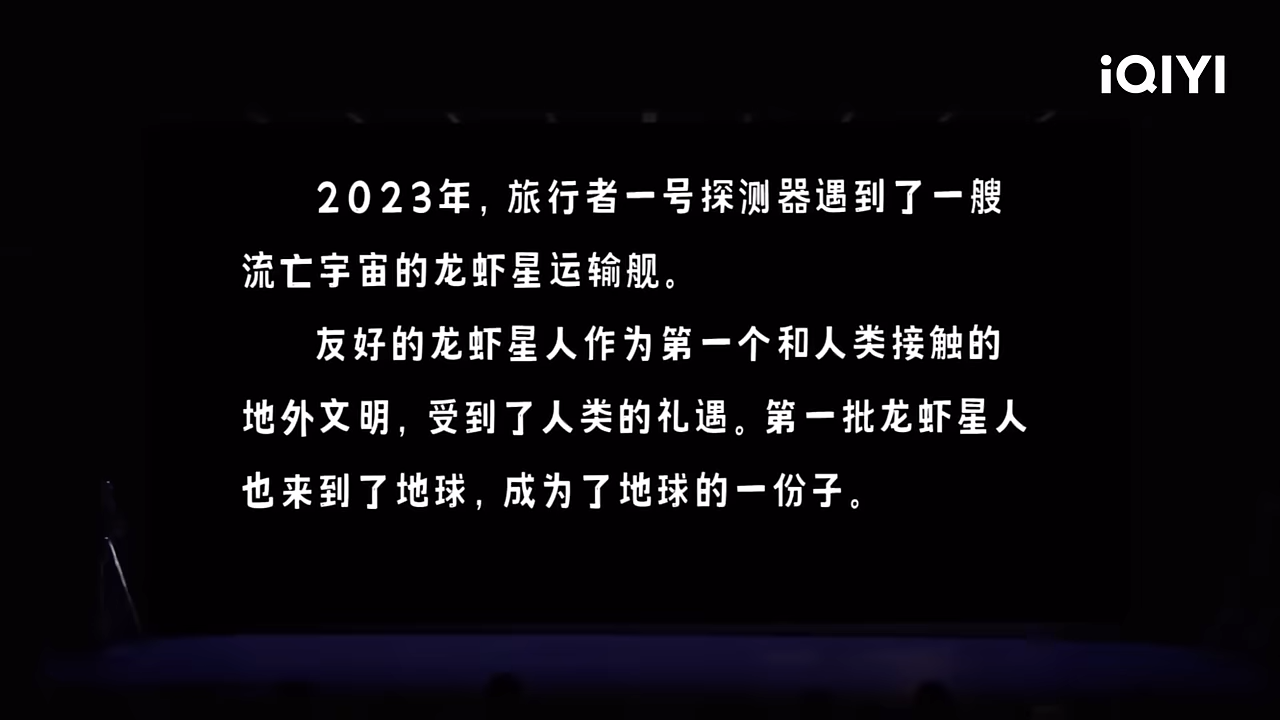 iQIYI
2023年，旅行者一号探测器遇到了一艘
流亡宇宙的龙虾星运输舰。
友好的龙虾星人作为第一个和人类接触的
地外文明，受到了人类的礼遇。第一批龙虾星人
也来到了地球，成为了地球的一份子。